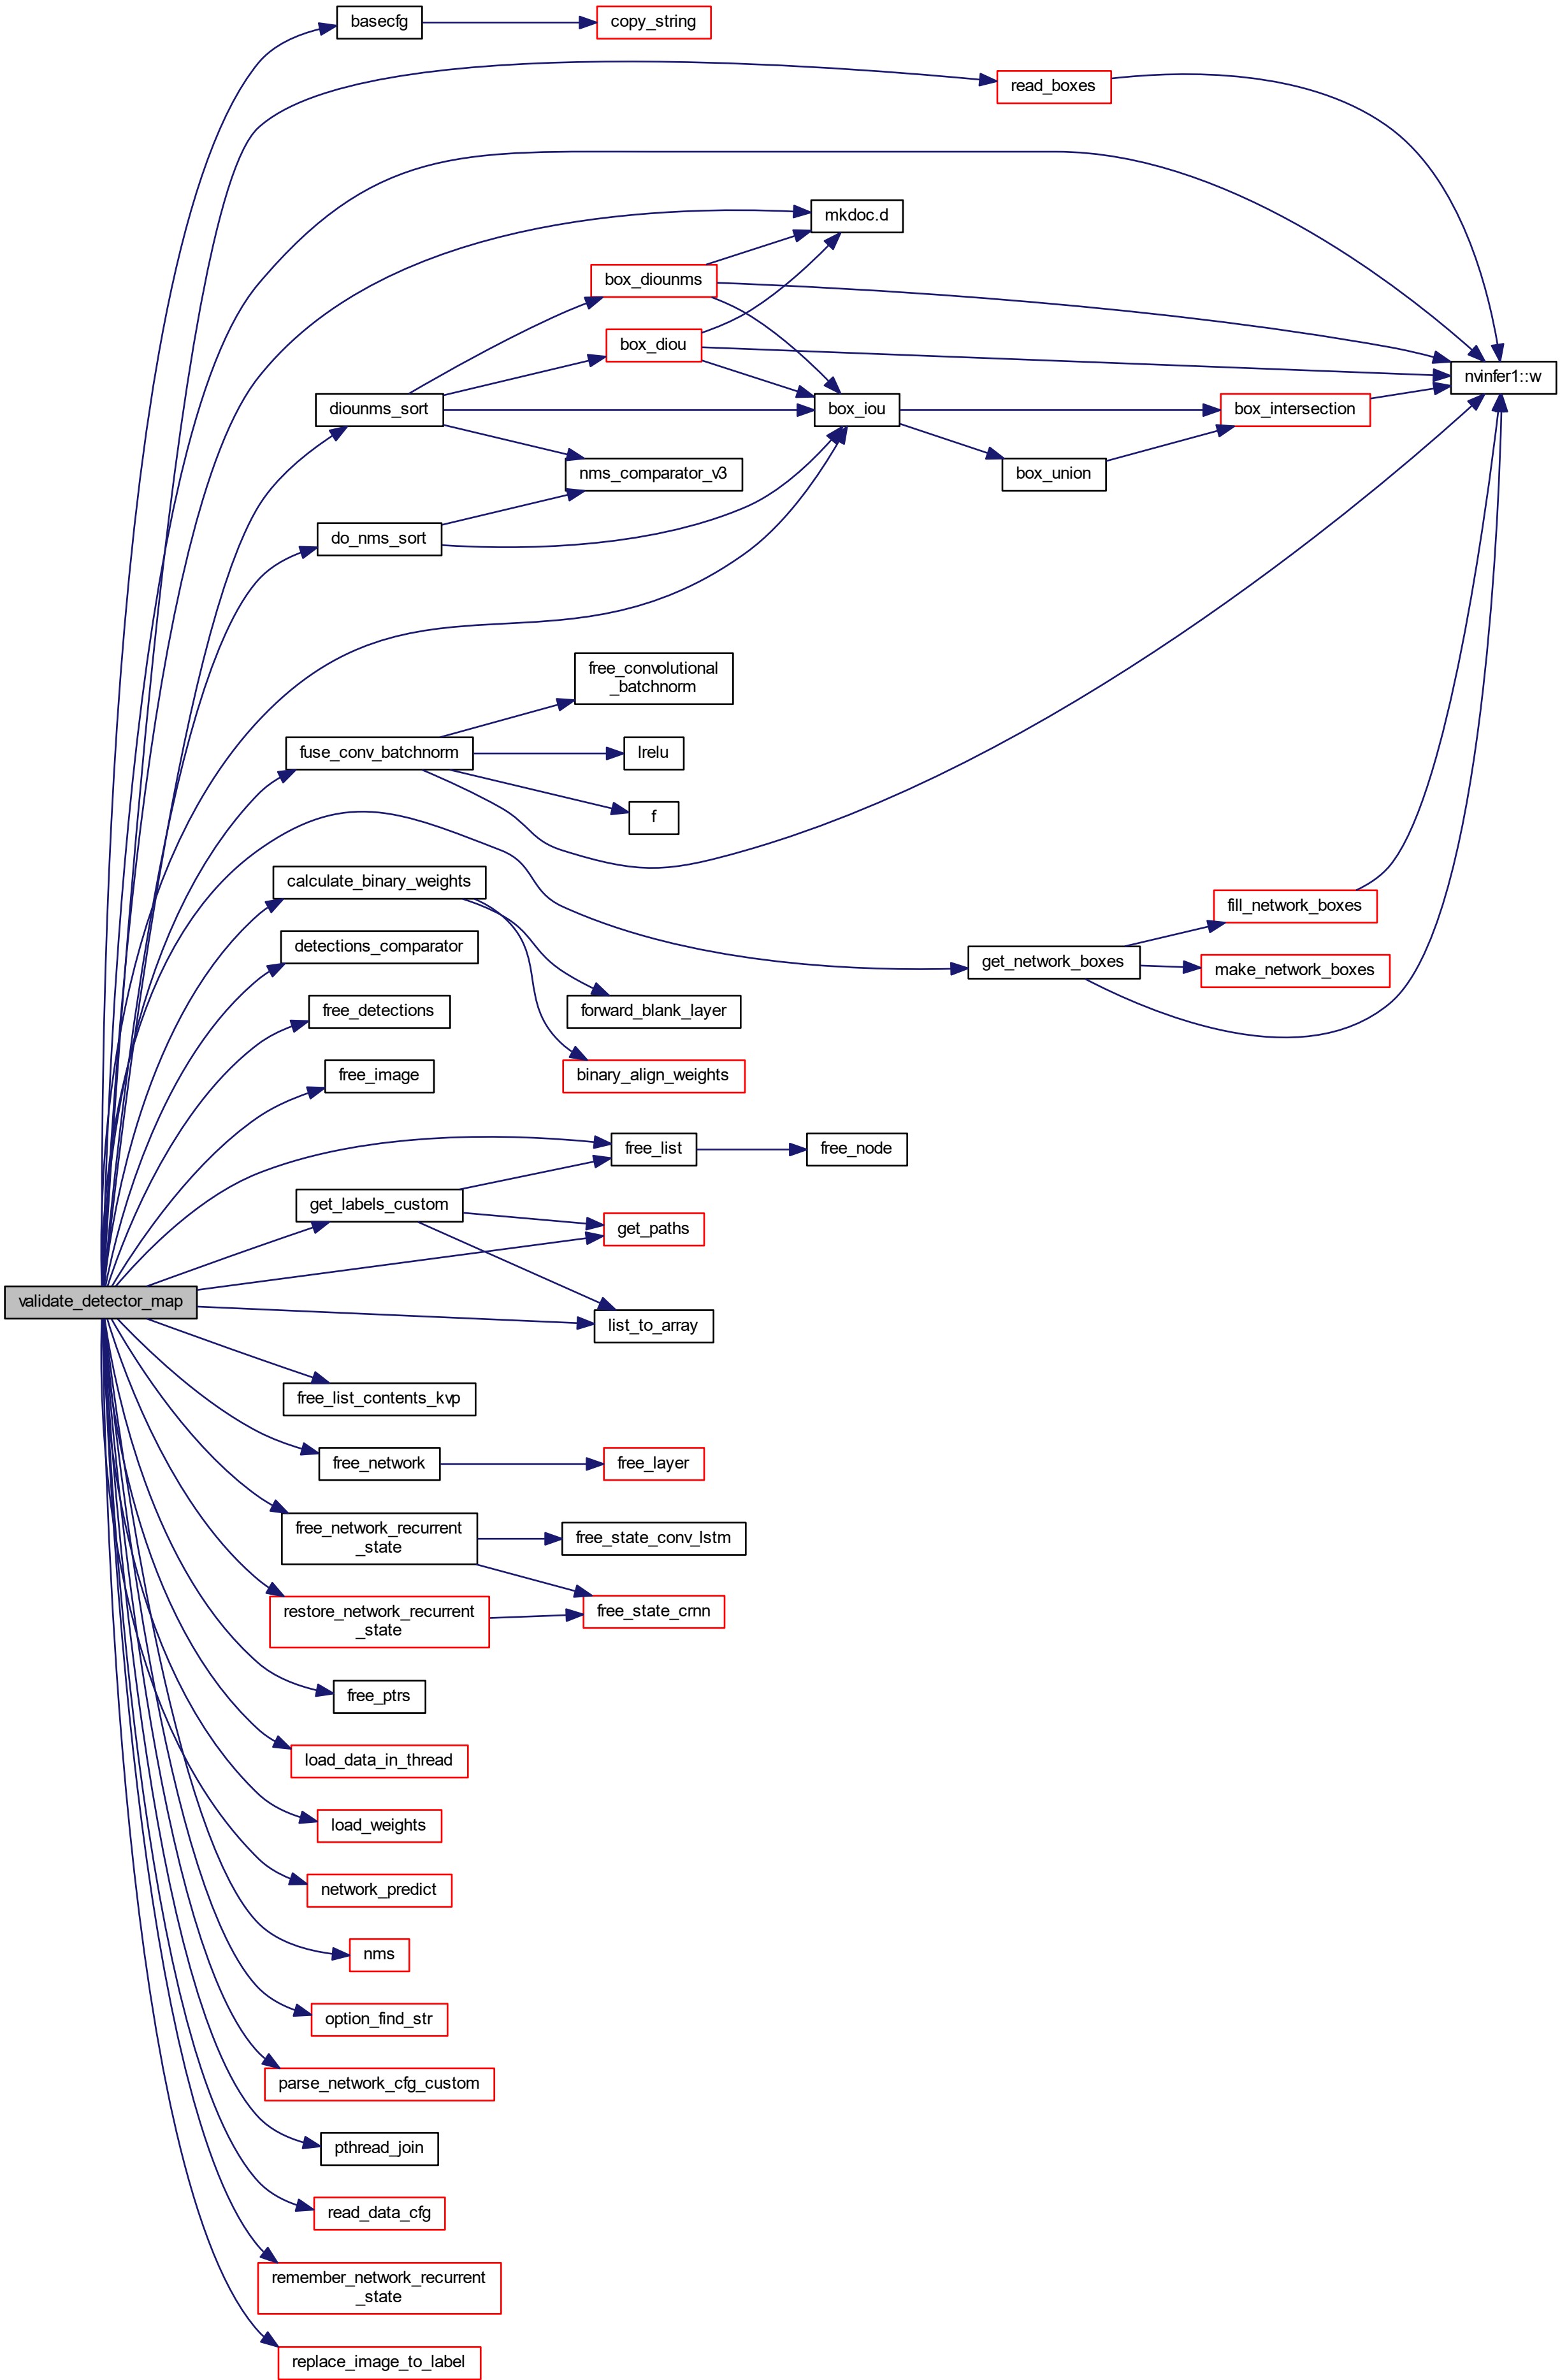 basecfg
copy_string
read_boxes
mkdoc.d
box_diounms
box_diou
nvinfer1::w
diounms_sort
box_iou
box_intersection
nms_comparator_v3
box_union
do_nms_sort
free_convolutional
_batchnorm
fuse_conv_batchnorm
lrelu
f
calculate_binary_weights
fill_network_boxes
detections_comparator
get_network_boxes
make_network_boxes
free_detections
forward_blank_layer
free_image
binary_align_weights
free_list
free_node
get_labels_custom
get_paths
validate_detector_map
list_to_array
free_list_contents_kvp
free_network
free_layer
free_network_recurrent
_state
free_state_conv_lstm
restore_network_recurrent
_state
free_state_crnn
free_ptrs
load_data_in_thread
load_weights
network_predict
nms
option_find_str
parse_network_cfg_custom
pthread_join
read_data_cfg
remember_network_recurrent
_state
replace_image_to_label